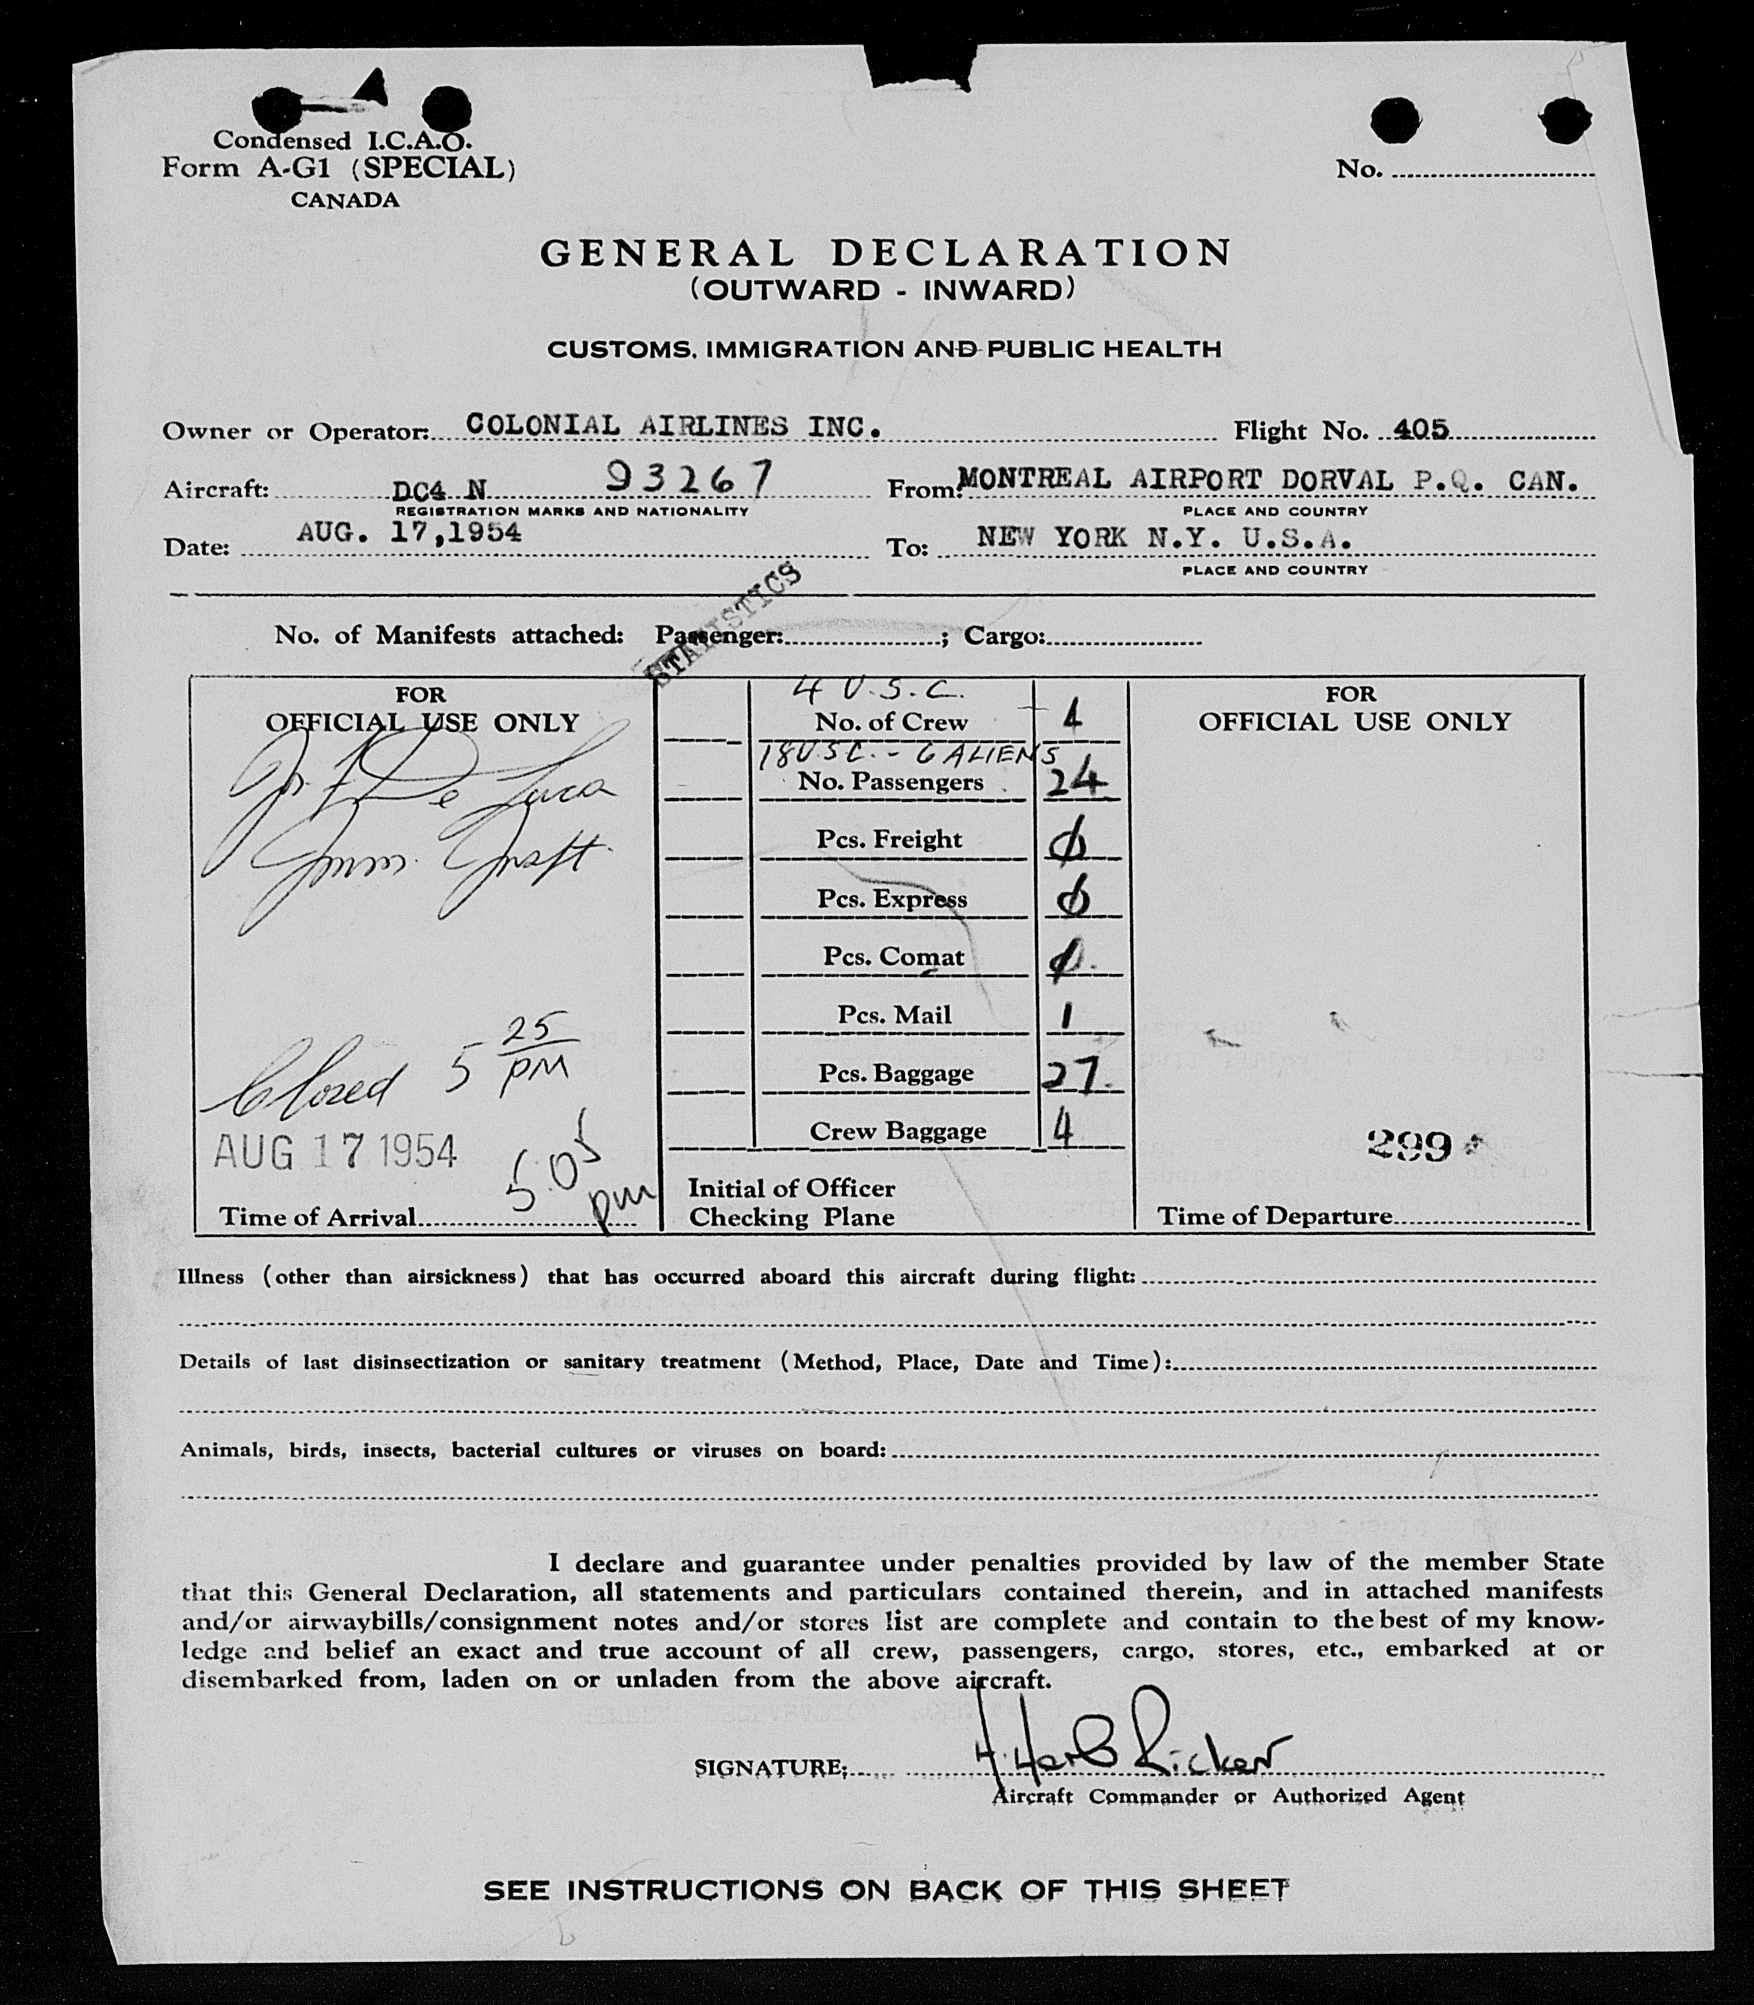 Condensed I.C.A.O.
Form A-G1 (SPECIAL)
CANADA
No.
GENERAL DECLARATION
(OUTWARD - INWARD)
CUSTOMS, IMMIGRATION AND PUBLIC HEALTH
Owner or Operator: COLONIAL AIRLINES INC. Flight No. 405
Aircraft: DC4 N 93267 From: MONTREAL AIRPORT DORVAL P.Q. CAN.
REGISTRATION MARKS AND NATIONALITY PLACE AND COUNTRY
Date: AUG. 17,1954 To: NEW YORK N.Y. U.S.A.
PLACE AND COUNTRY
STATISTICS
No. of Manifests attached: Passenger: ; Cargo:
FOR
OFFICIAL USE ONLY
De Luca
Imm. Insp
Closed 5 25 PM
AUG 17 1954
5:05 pm
Time of Arrival
4 U.S.C.
No. of Crew 4
18 U.S.C. - 6 ALIENS
No. Passengers 24
Pcs. Freight 0
Pcs. Express 0
Pcs. Comat 0
Pcs. Mail 1
Pcs. Baggage 27
Crew Baggage 4
Initial of Officer
Checking Plane
FOR
OFFICIAL USE ONLY
299
Time of Departure
Illness (other than airsickness) that has occurred aboard this aircraft during flight:
Details of last disinsectization or sanitary treatment (Method, Place, Date and Time):
Animals, birds, insects, bacterial cultures or viruses on board:
I declare and guarantee under penalties provided by law of the member State
that this General Declaration, all statements and particulars contained therein, and in attached manifests
and/or airwaybills/consignment notes and/or stores list are complete and contain to the best of my know-
ledge and belief an exact and true account of all crew, passengers, cargo, stores, etc., embarked at or
disembarked from, laden on or unladen from the above aircraft.
SIGNATURE: H. Herb Ricker
Aircraft Commander or Authorized Agent
SEE INSTRUCTIONS ON BACK OF THIS SHEET